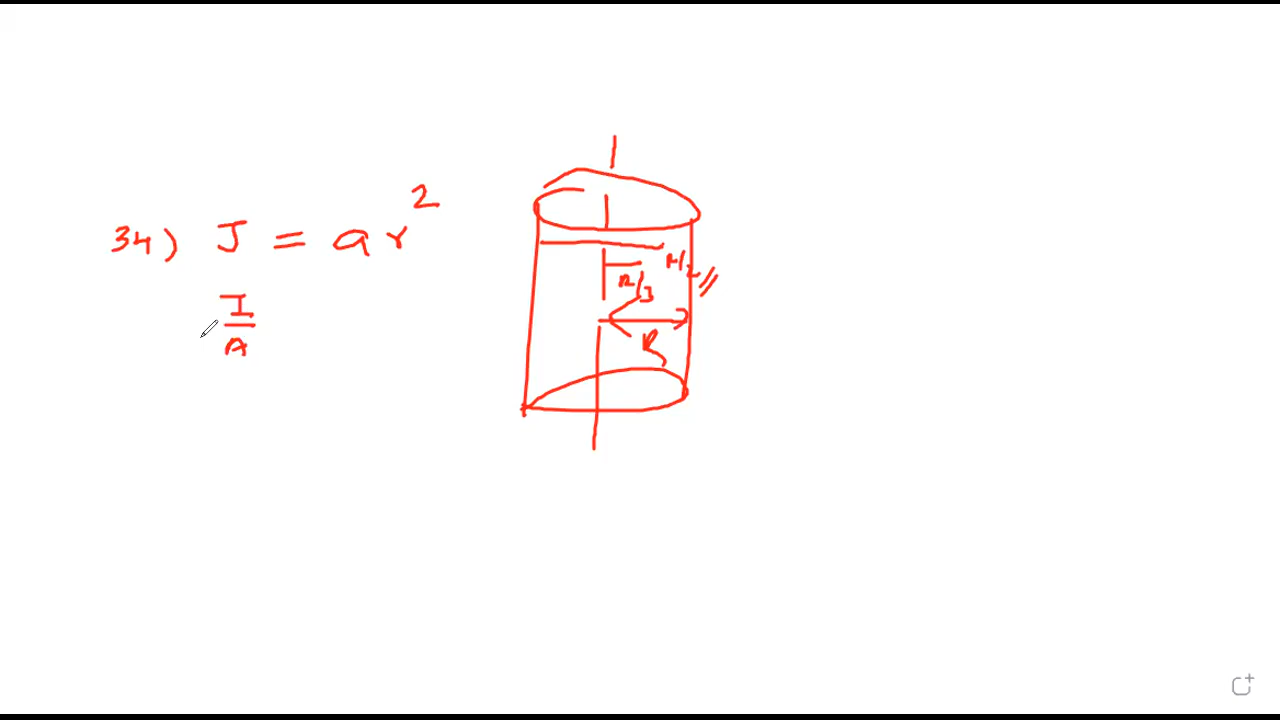 34) J = ar²
I
A
R/2
R/3
R